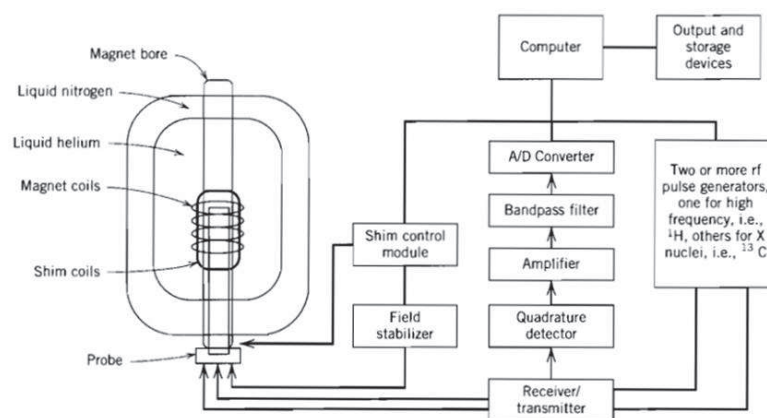 Magnet bore
Liquid nitrogen
Liquid helium
Magnet coils
Shim coils
Probe
Computer
Output and
storage
devices
A/D Converter
Bandpass filter
Amplifier
Quadrature
detector
Receiver/
transmitter
Shim control
module
Field
stabilizer
Two or more rf
pulse generators,
one for high
frequency, i.e.,
¹H, others for X
nuclei, i.e., ¹³ C